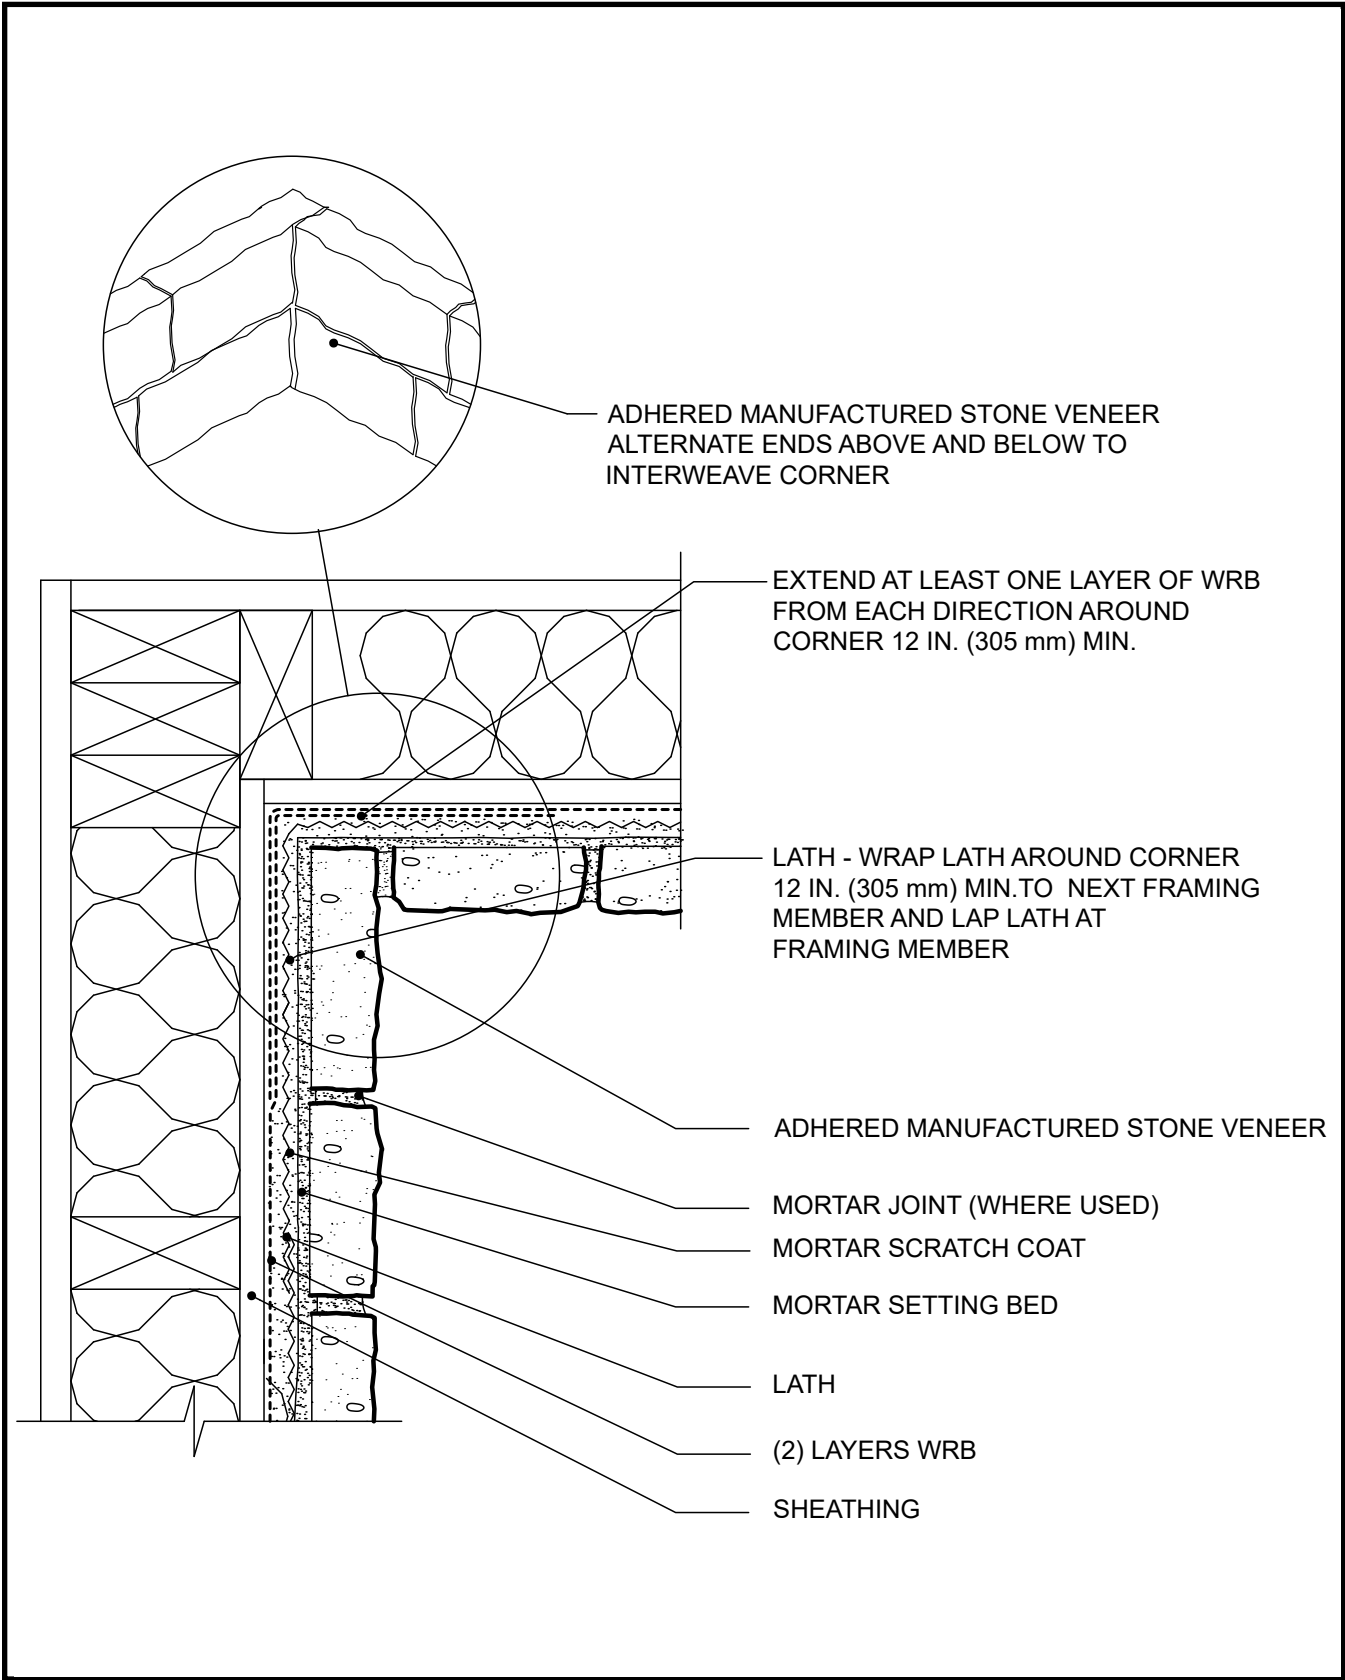 ADHERED MANUFACTURED STONE VENEER
ALTERNATE ENDS ABOVE AND BELOW TO
INTERWEAVE CORNER
EXTEND AT LEAST ONE LAYER OF WRB
FROM EACH DIRECTION AROUND
CORNER 12 IN. (305 mm) MIN.
LATH - WRAP LATH AROUND CORNER
12 IN. (305 mm) MIN.TO NEXT FRAMING
MEMBER AND LAP LATH AT
FRAMING MEMBER
ADHERED MANUFACTURED STONE VENEER
MORTAR JOINT (WHERE USED)
MORTAR SCRATCH COAT
MORTAR SETTING BED
LATH
(2) LAYERS WRB
SHEATHING